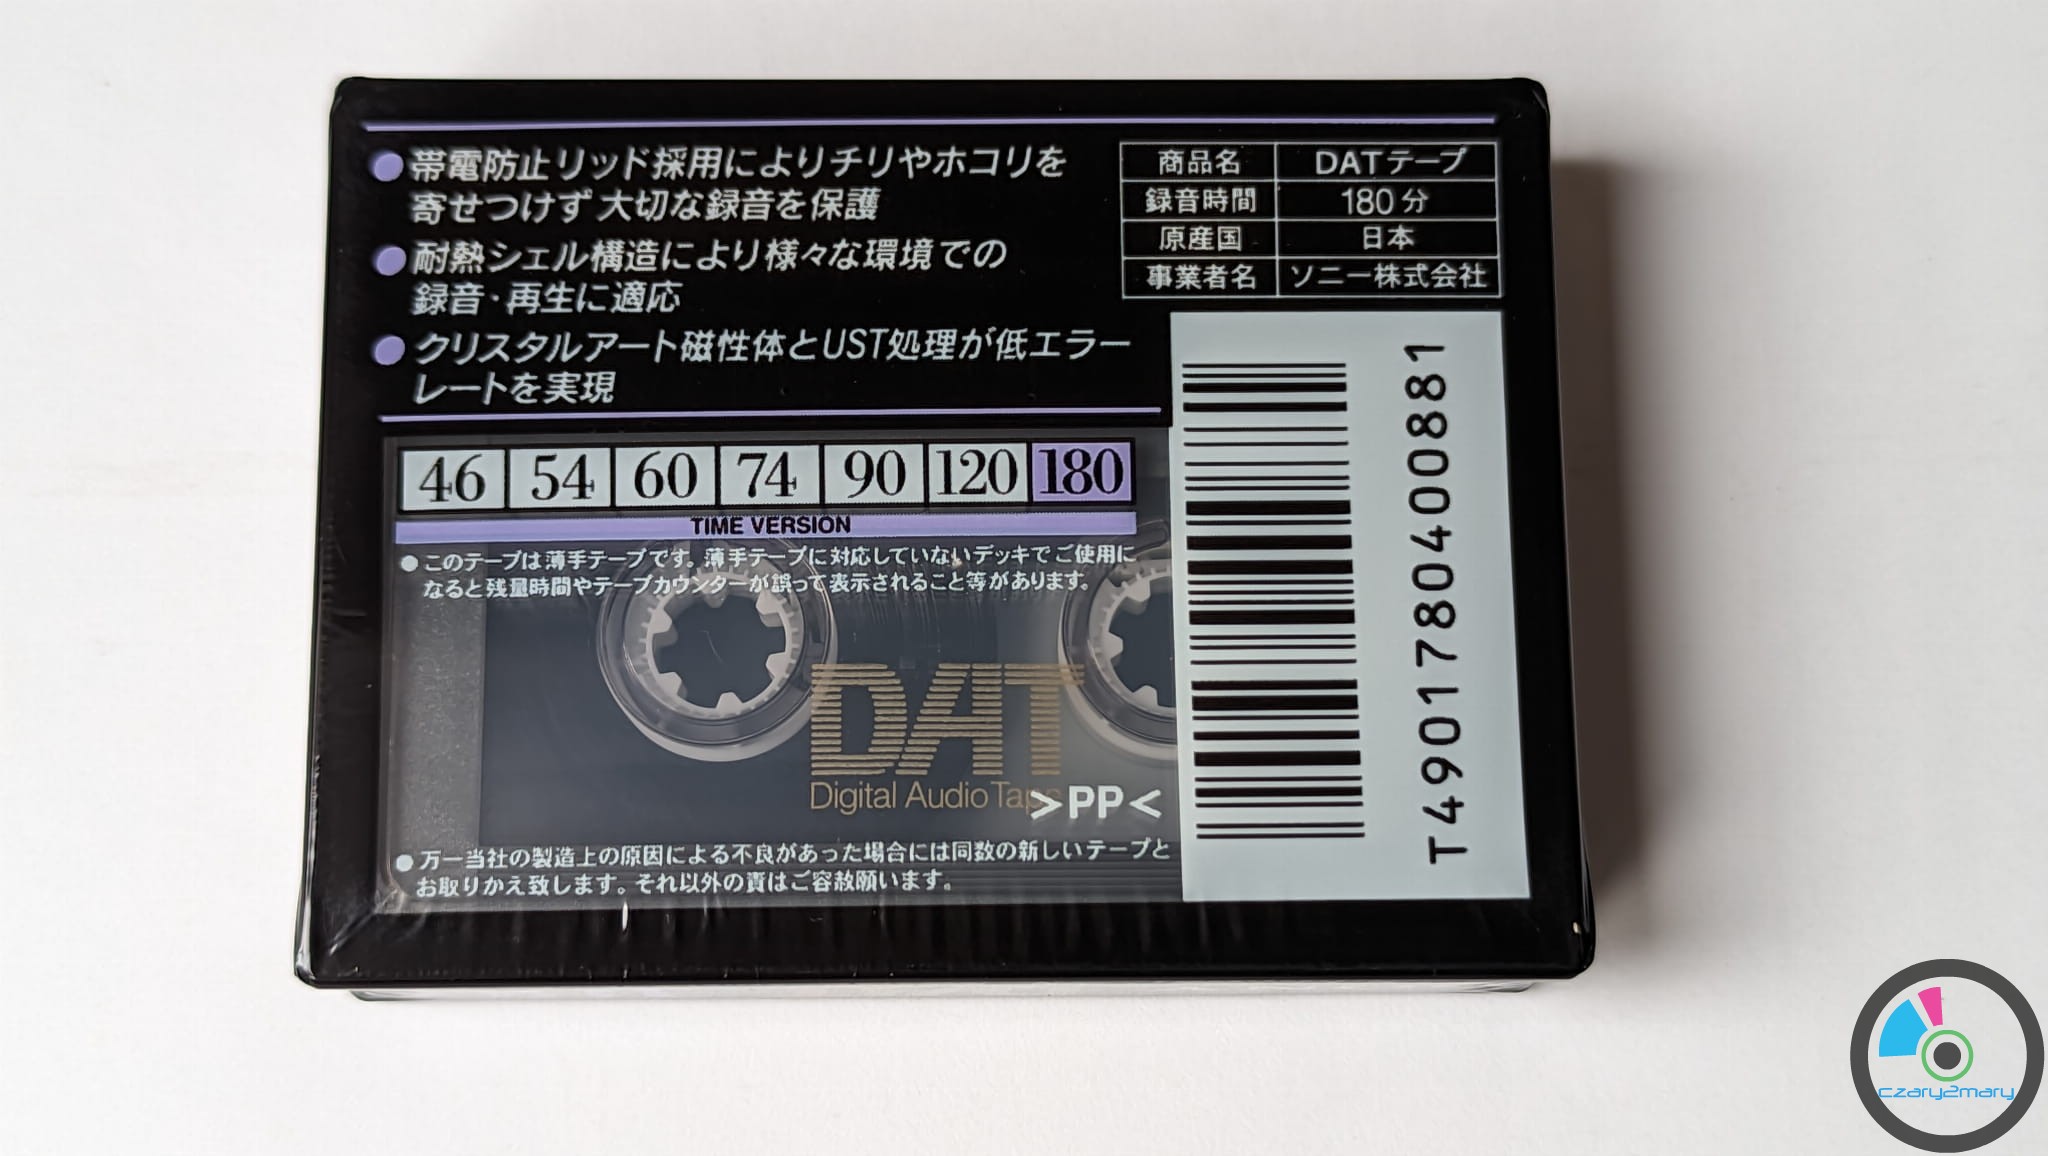 ●帯電防止リッド採用によりチリやホコリを
寄せつけず大切な録音を保護
●耐熱シェル構造により様々な環境での
録音・再生に適応
●クリスタルアート磁性体とUST処理が低エラー
レートを実現
商品名 DATテープ
録音時間 180分
原産国 日本
事業者名 ソニー株式会社
46 54 60 74 90 120 180
TIME VERSION
●このテープは薄手テープです。薄手テープに対応していないデッキでご使用に
なると残量時間やテープカウンターが誤って表示されること等があります。
DAT
Digital Audio Tape
>PP<
●万一当社の製造上の原因による不良があった場合には同数の新しいテープと
お取りかえ致します。それ以外の責はご容赦願います。
T4901780400881
czary2mary